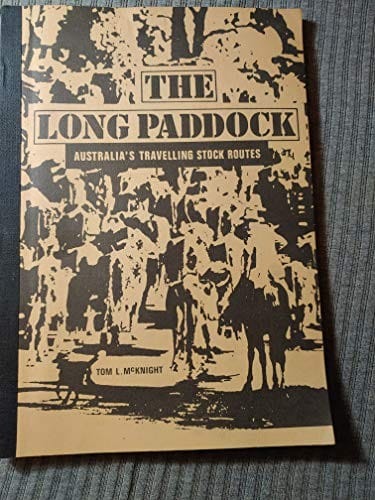 THE
LONG PADDOCK
AUSTRALIA'S TRAVELLING STOCK ROUTES
TOM L. McKNIGHT